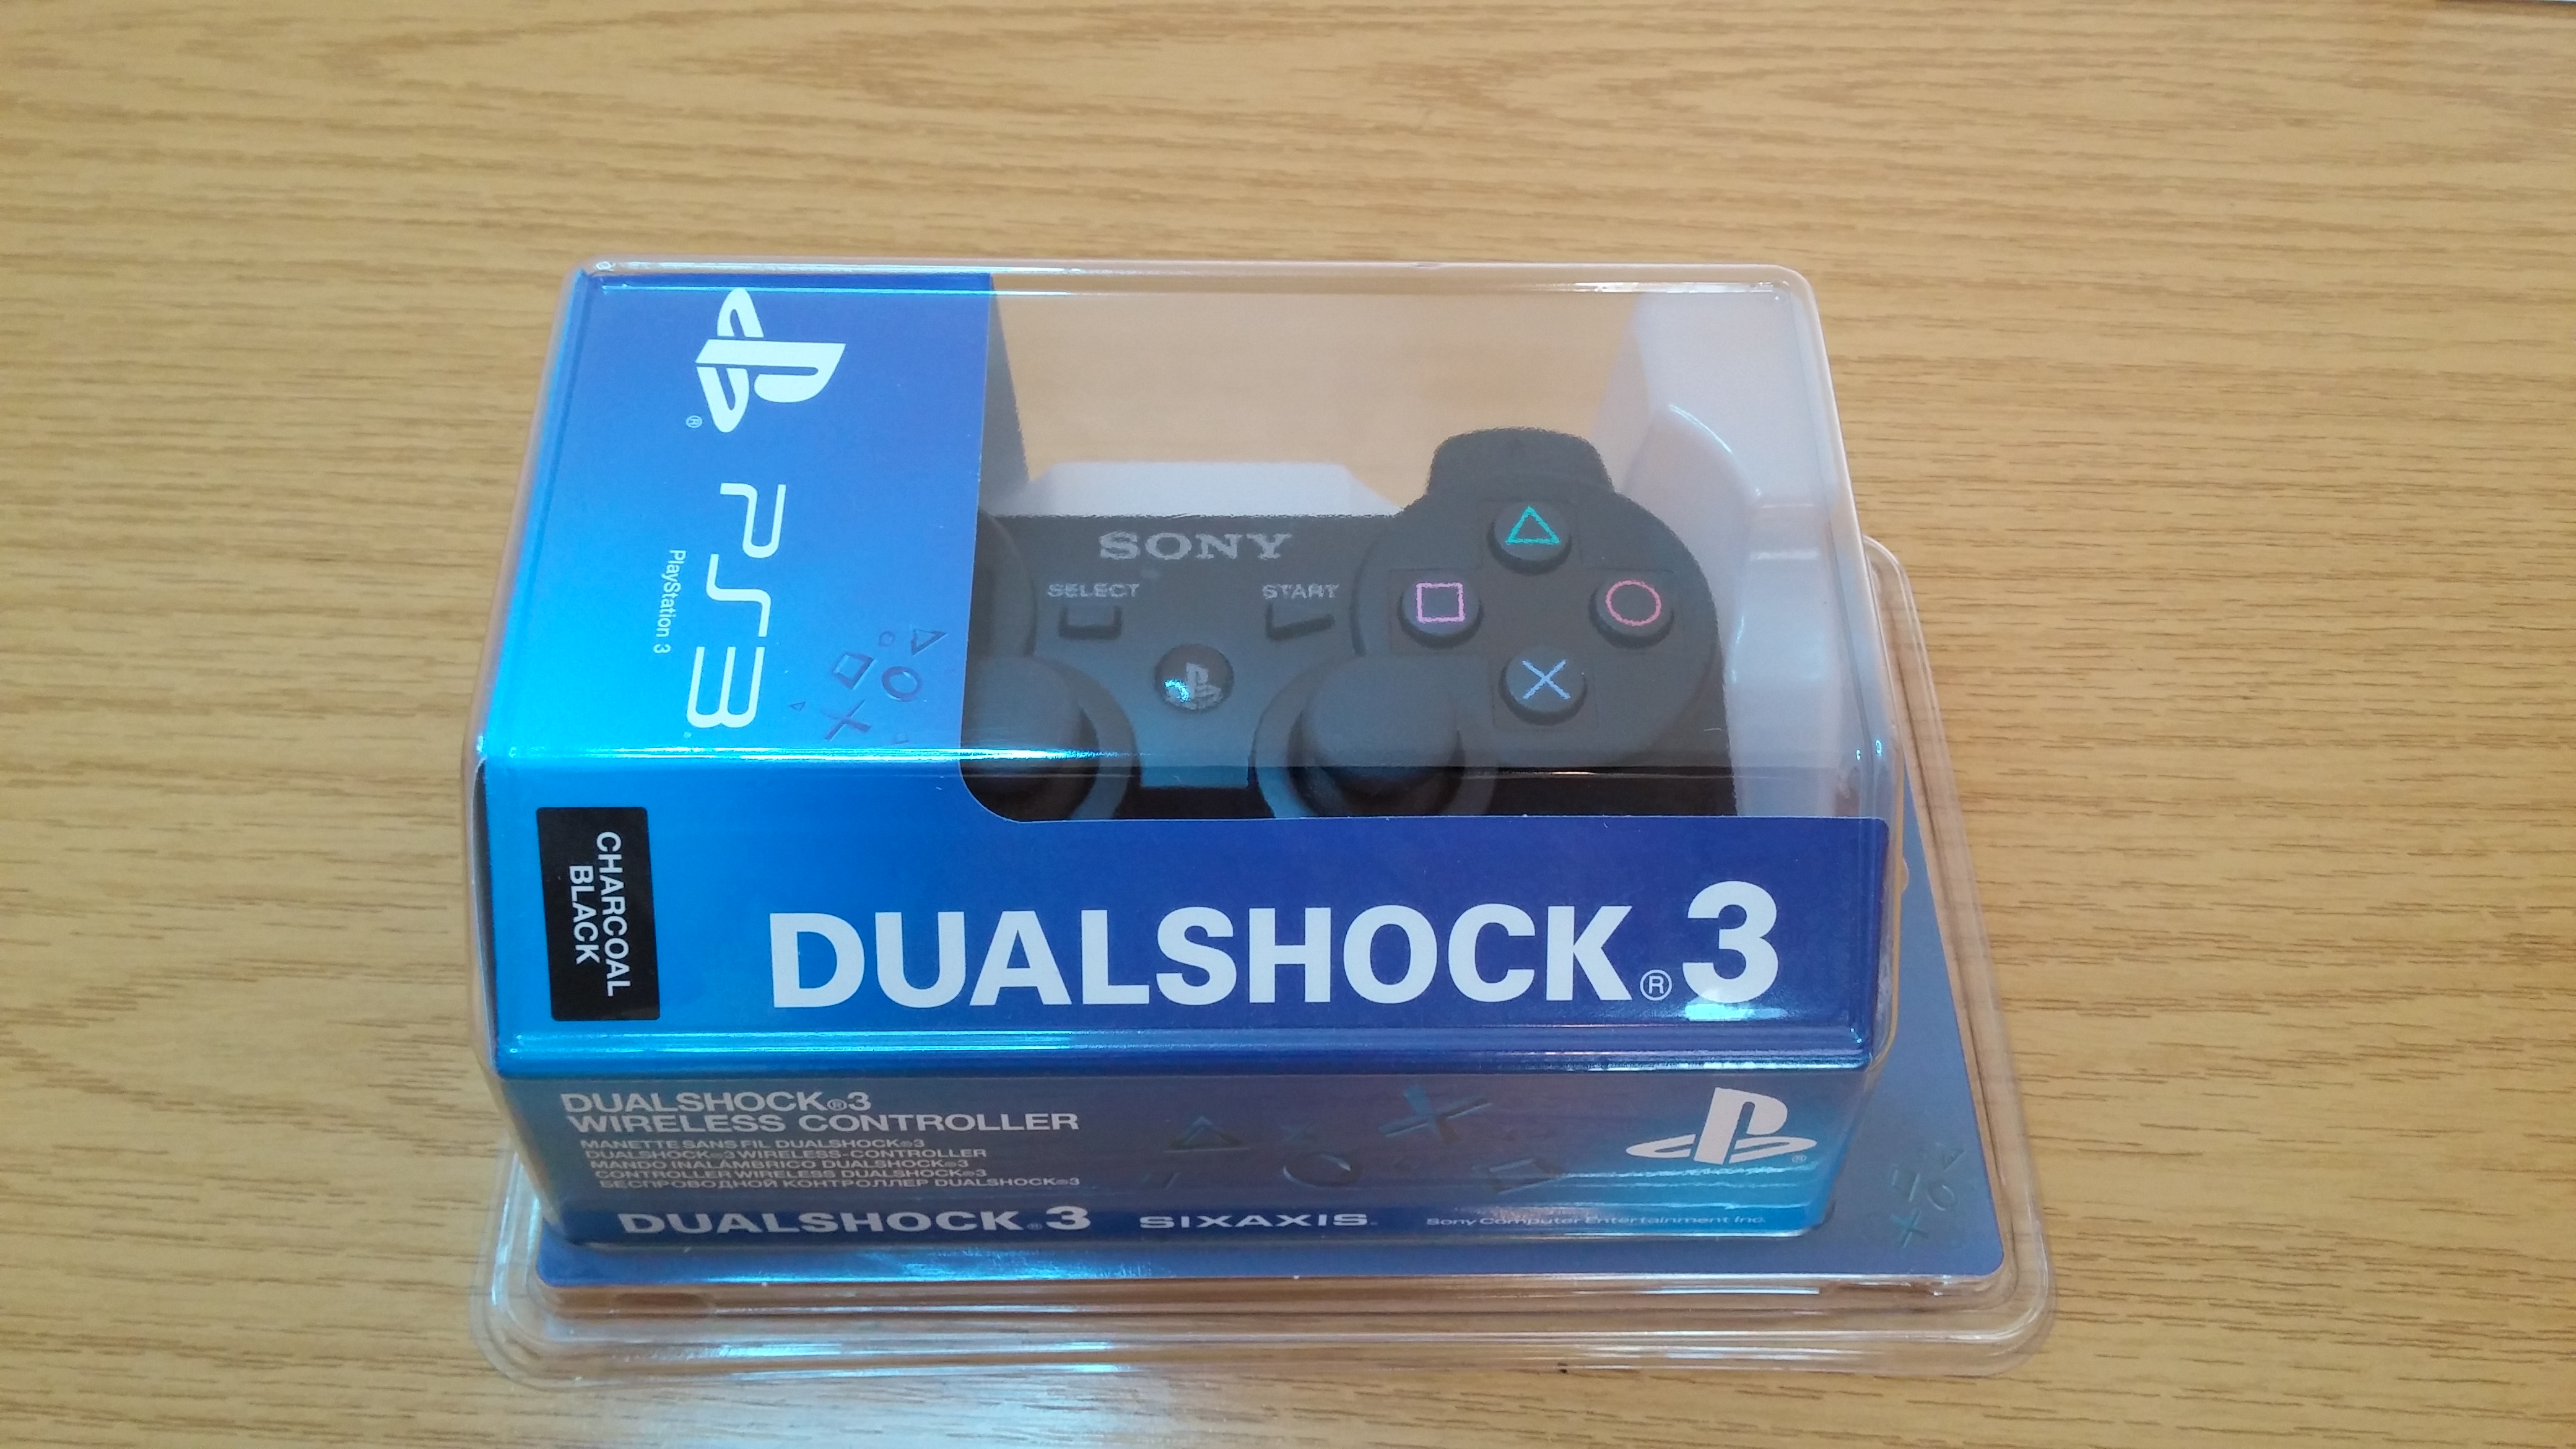 PS3
PlayStation 3
SONY
SELECT
START
CHARCOAL
BLACK
DUALSHOCK®3
DUALSHOCK®3
WIRELESS CONTROLLER
MANETTE SANS FIL DUALSHOCK®3
DUALSHOCK®3 WIRELESS-CONTROLLER
MANDO INALÁMBRICO DUALSHOCK®3
CONTROLLER WIRELESS DUALSHOCK®3
БЕСПРОВОДНОЙ КОНТРОЛЛЕР DUALSHOCK®3
DUALSHOCK®3 SIXAXIS Sony Computer Entertainment Inc.